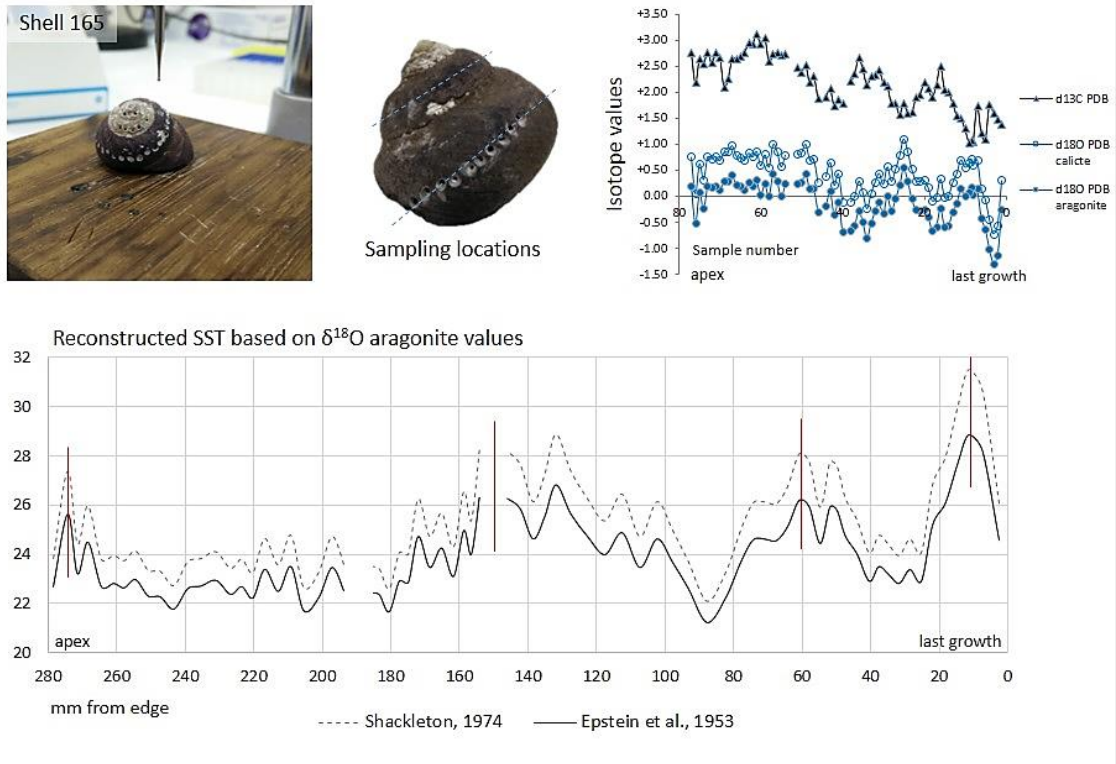 Shell 165
Sampling locations
Isotope values
+3.50
+3.00
+2.50
+2.00
+1.50
+1.00
+0.50
0.00
-0.50
-1.00
-1.50
80
60
40
20
0
Sample number
apex
last growth
d13C PDB
d18O PDB
calicte
d18O PDB
aragonite
Reconstructed SST based on δ¹⁸O aragonite values
32
30
28
26
24
22
20
apex
last growth
280 260 240 220 200 180 160 140 120 100 80 60 40 20 0
mm from edge
Shackleton, 1974
Epstein et al., 1953